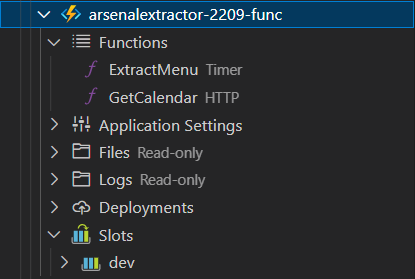 arsenalextractor-2209-func
Functions
ExtractMenu Timer
GetCalendar HTTP
Application Settings
Files Read-only
Logs Read-only
Deployments
Slots
dev